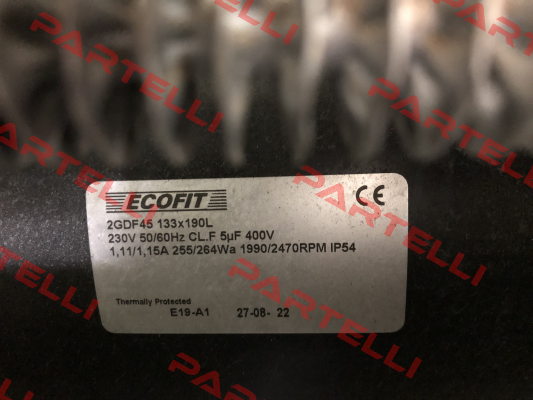 ECOFIT
CE
2GDF45 133x190L
230V 50/60Hz CL.F 5µF 400V
1,11/1,15A 255/264Wa 1990/2470RPM IP54
Thermally Protected
E19-A1 27-08- 22
PARTELLI
PARTELLI
PARTELLI
PARTELLI
PARTELLI
PARTELLI